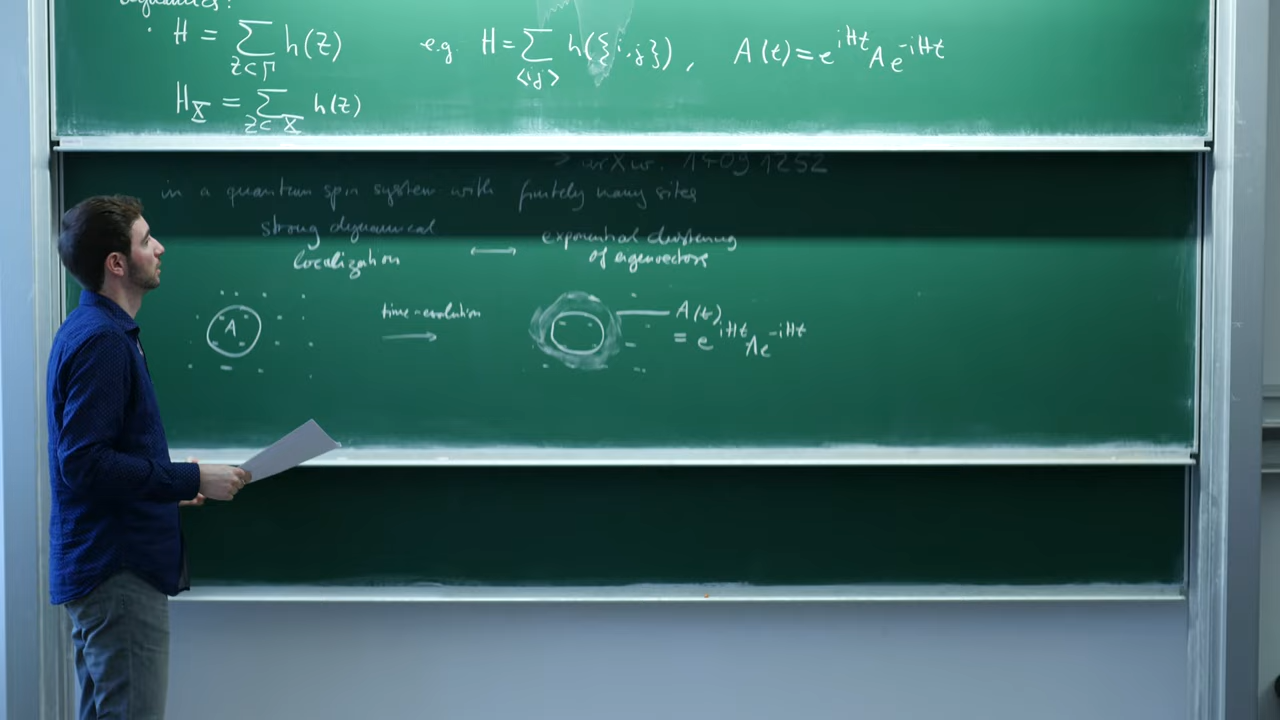 dynamics:
· H = ∑_{Z⊂Γ} h(Z) e.g. H = ∑_{<i,j>} h({i,j}), A(t) = e^{iHt} A e^{-iHt}
H_X = ∑_{Z⊂X} h(Z)
→ arXiv: 1409.1252
in a quantum spin system with finitely many sites
strong dynamical localization ⟷ exponential clustering of eigenvectors
A time-evolution → A(t)
= e^{iHt} A e^{-iHt}